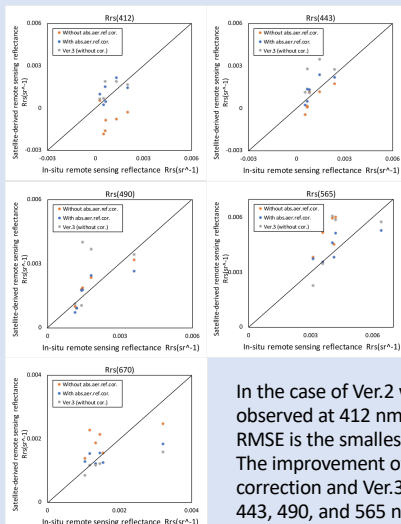 Rrs(412)
Satellite-derived remote sensing reflectance
Rrs(sr^-1)
0.006
0.003
0
-0.003
Without abs.aer.ref.cor.
With abs.aer.ref.cor.
Ver.3 (without cor.)
-0.003
0
0.003
0.006
In-situ remote sensing reflectance Rrs(sr^-1)
Rrs(443)
Satellite-derived remote sensing reflectance
Rrs(sr^-1)
0.006
0.003
0
-0.003
Without abs.aer.ref.cor.
With abs.aer.ref.cor.
Ver.3 (without cor.)
-0.003
0
0.003
0.006
In-situ remote sensing reflectance Rrs(sr^-1)
Rrs(490)
Satellite-derived remote sensing reflectance
Rrs(sr^-1)
0.006
0.003
0
Without abs.aer.ref.cor.
With abs.aer.ref.cor.
Ver.3 (without cor.)
0
0.003
0.006
In-situ remote sensing reflectance Rrs(sr^-1)
Rrs(565)
Satellite-derived remote sensing reflectance
Rrs(sr^-1)
0.006
0.003
0
Without abs.aer.ref.cor.
With abs.aer.ref.cor.
Ver.3 (without cor.)
0
0.003
0.006
In-situ remote sensing reflectance Rrs(sr^-1)
Rrs(670)
Satellite-derived remote sensing reflectance
Rrs(sr^-1)
0.004
0.002
0
Without abs.aer.ref.cor.
With abs.aer.ref.cor.
Ver.3 (without cor.)
0
0.002
0.004
In-situ remote sensing reflectance Rrs(sr^-1)
In the case of Ver.2
observed at 412 nm
RMSE is the smalles
The improvement o
correction and Ver.3
443, 490, and 565 n